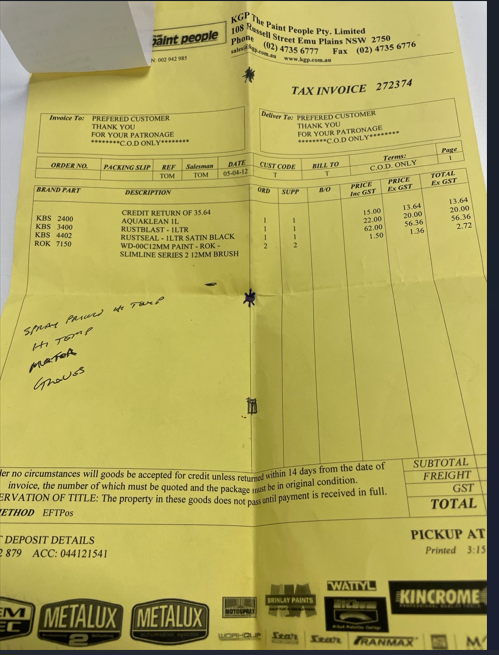 paint people
N: 002 942 985
KGP The Paint People Pty. Limited
108 Russell Street Emu Plains NSW 2750
Phone (02) 4735 6777 Fax (02) 4735 6776
www.kgp.com.au
TAX INVOICE 272374
Invoice To: PREFERED CUSTOMER
THANK YOU
FOR YOUR PATRONAGE
********C.O.D ONLY********
Deliver To: PREFERED CUSTOMER
THANK YOU
FOR YOUR PATRONAGE
********C.O.D ONLY********
ORDER NO. PACKING SLIP REF Salesman DATE CUST CODE BILL TO Terms: Page
TOM TOM 05-04-12 T T C.O.D. ONLY 1
BRAND PART DESCRIPTION ORD SUPP B/O PRICE Inc GST PRICE Ex GST TOTAL Ex GST
CREDIT RETURN OF 35.64
KBS 2400 AQUAKLEAN 1L 1 1 15.00 13.64 13.64
KBS 3400 RUSTBLAST - 1LTR 1 1 22.00 20.00 20.00
KBS 4402 RUSTSEAL - 1LTR SATIN BLACK 1 1 62.00 56.36 56.36
ROK 7150 WD-00C12MM PAINT - ROK - 2 2 1.50 1.36 2.72
SLIMLINE SERIES 2 12MM BRUSH
SPRAY Hi TEMP
Hi TEMP
GLOVES
der no circumstances will goods be accepted for credit unless returned within 14 days from the date of
invoice, the number of which must be quoted and the package must be in original condition.
ERVATION OF TITLE: The property in these goods does not pass until payment is received in full.
METHOD EFTPos
SUBTOTAL
FREIGHT
GST
TOTAL
T DEPOSIT DETAILS
2 879 ACC: 044121541
PICKUP AT
Printed 3:15
METALUX
2
METALUX
MOTOSPRAY
WORKQUIP
BRINLAY PAINTS
WATTYL
KINCROME
RANMAX